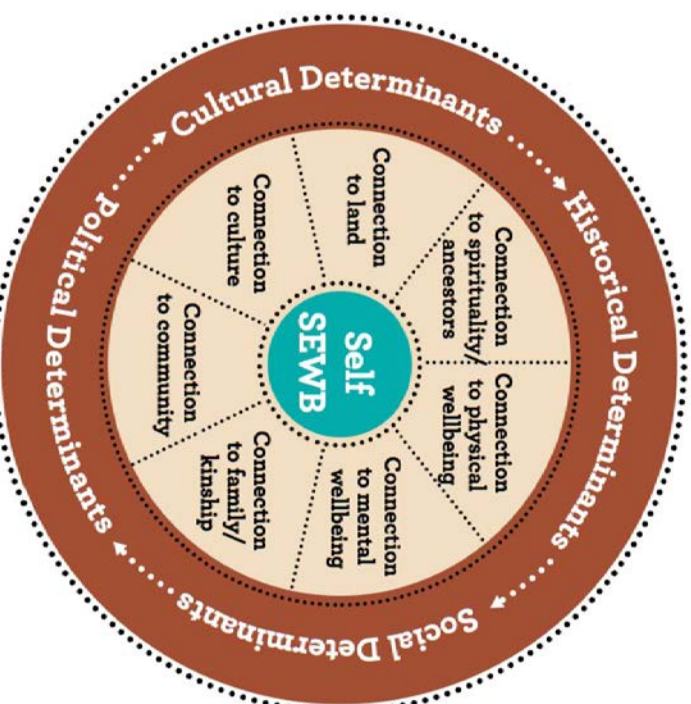 Historical Determinants
Social Determinants
Political Determinants
Cultural Determinants
Connection
to physical
wellbeing
Connection
to mental
wellbeing
Connection
to family/
kinship
Connection
to community
Connection
to culture
Connection
to land
Connection
to spirituality/
ancestors
Self
SEWB